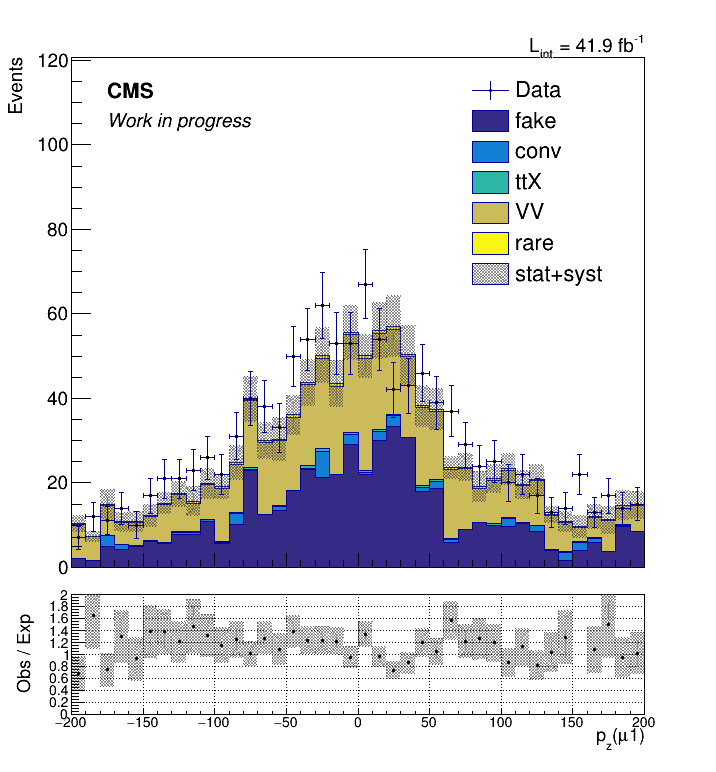 L_int = 41.9 fb^-1
Events
120
100
80
60
40
20
0
CMS
Work in progress
Data
fake
conv
ttX
VV
rare
stat+syst
Obs / Exp
2
1.8
1.6
1.4
1.2
1
0.8
0.6
0.4
0.2
0
−200 −150 −100 −50 0 50 100 150 200
p_z(μ1)